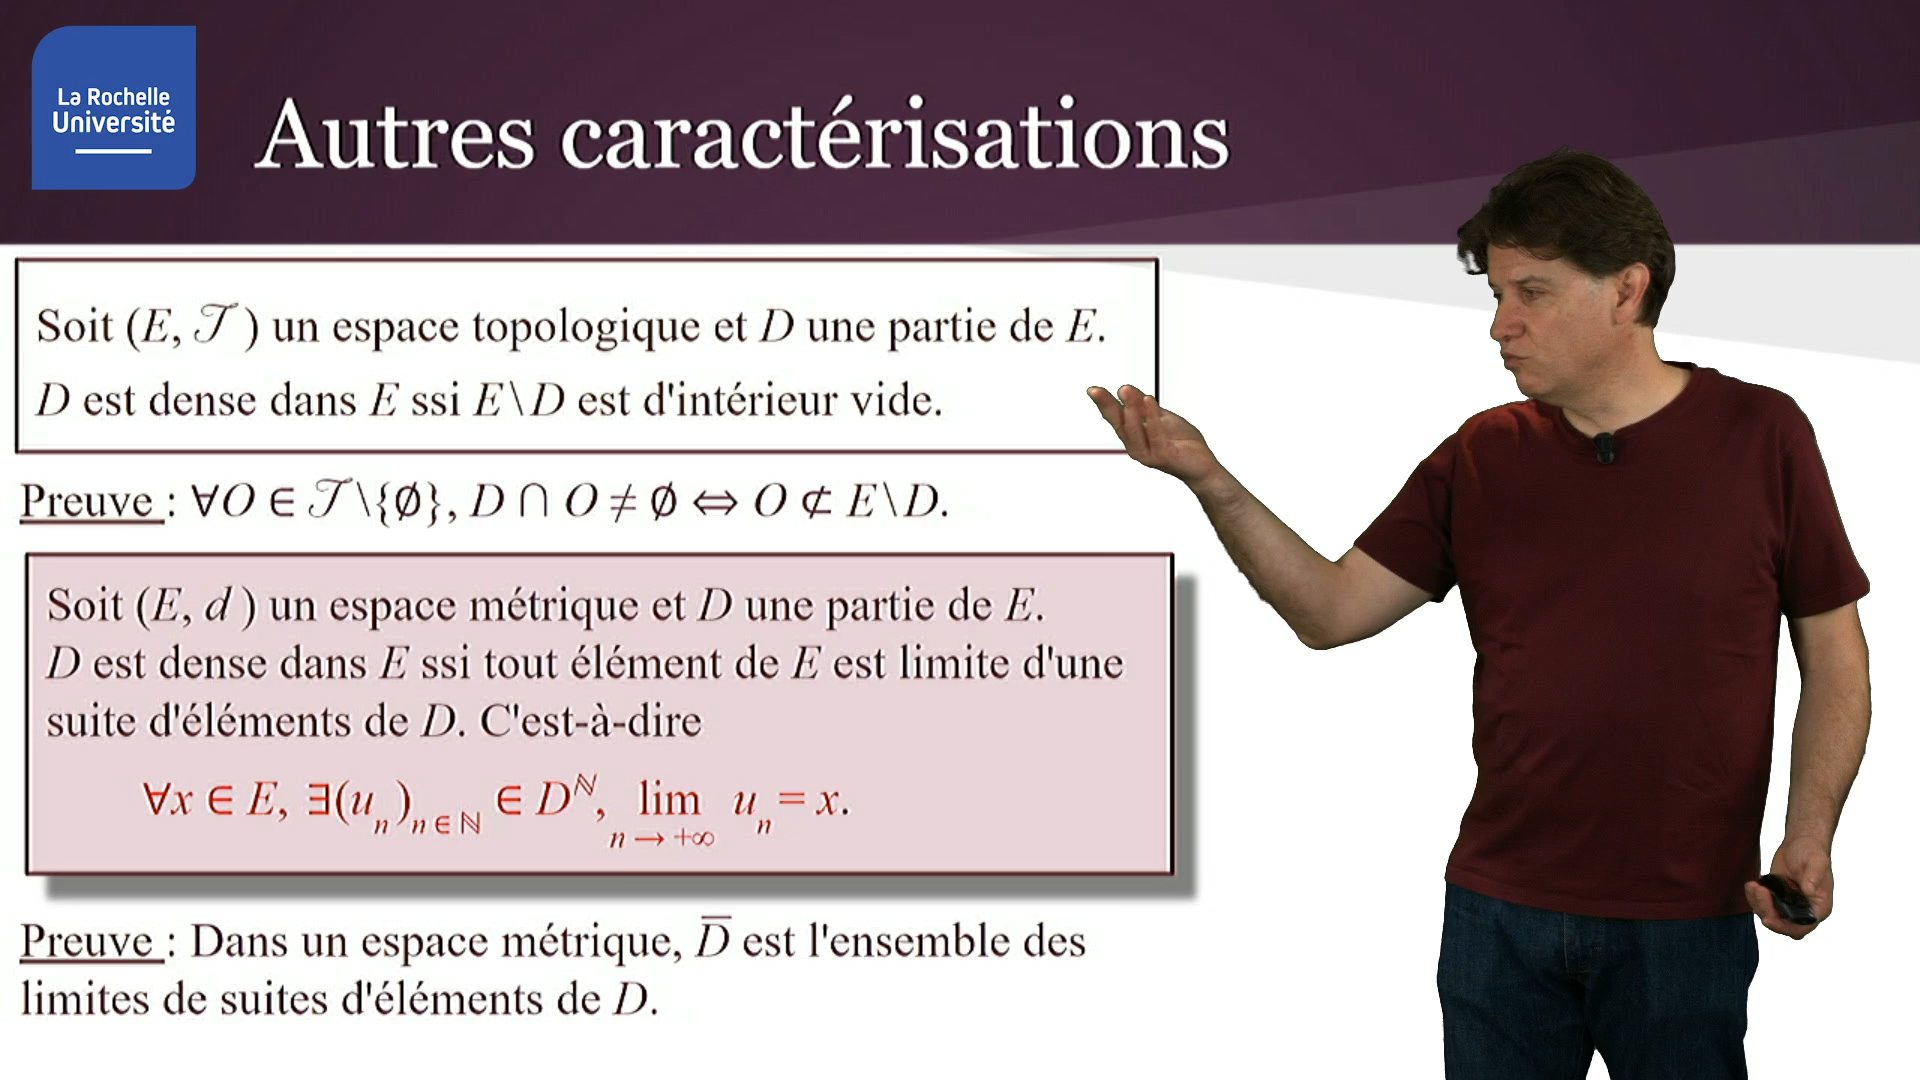 La Rochelle
Université
Autres caractérisations
Soit (E, 𝒯 ) un espace topologique et D une partie de E.
D est dense dans E ssi E\D est d'intérieur vide.
Preuve : ∀O ∈ 𝒯\{∅}, D ∩ O ≠ ∅ ⇔ O ⊄ E\D.
Soit (E, d ) un espace métrique et D une partie de E.
D est dense dans E ssi tout élément de E est limite d'une
suite d'éléments de D. C'est-à-dire
∀x ∈ E, ∃(uₙ)ₙ ∈ ℕ ∈ Dᴺ, lim uₙ = x.
n → +∞
Preuve : Dans un espace métrique, D̅ est l'ensemble des
limites de suites d'éléments de D.